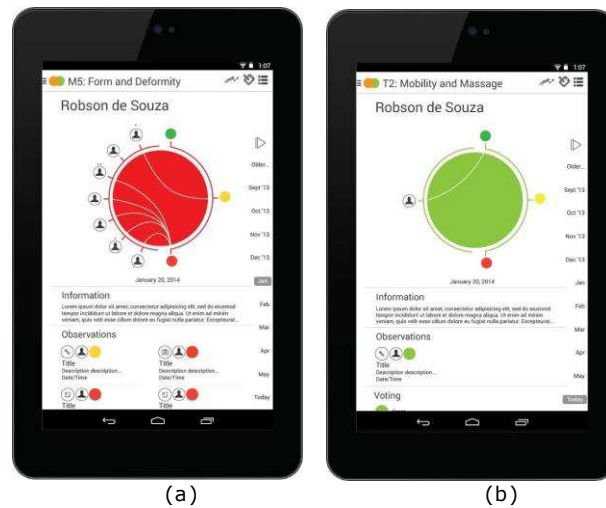 1:07
M5: Form and Deformity
Robson de Souza
Older...
Sept '13
Oct '13
Nov '13
Dec '13
January 20, 2014
Jan
Information
Lorem ipsum dolor sit amet, consectetur adipisicing elit, sed do eiusmod
tempor incididunt ut labore et dolore magna aliqua. Ut enim ad minim
veniam, quis velit esse cillum dolore eu fugiat nulla pariatur. Excepteurat...
Feb
Mar
Observations
Apr
Title
Title
Description description...
Description description...
Date/Time
Date/Time
May
Today
Title
Title
(a)
1:07
T2: Mobility and Massage
Robson de Souza
Older...
Sept '13
Oct '13
Nov '13
Dec '13
January 20, 2014
Jan
Information
Lorem ipsum dolor sit amet, consectetur adipisicing elit, sed do eiusmod
tempor incididunt ut labore et dolore magna aliqua. Ut enim ad minim
veniam, quis velit esse cillum dolore eu fugiat nulla pariatur. Excepteurat...
Feb
Mar
Observations
Apr
Title
Description description...
Date/Time
May
Voting
Today
(b)